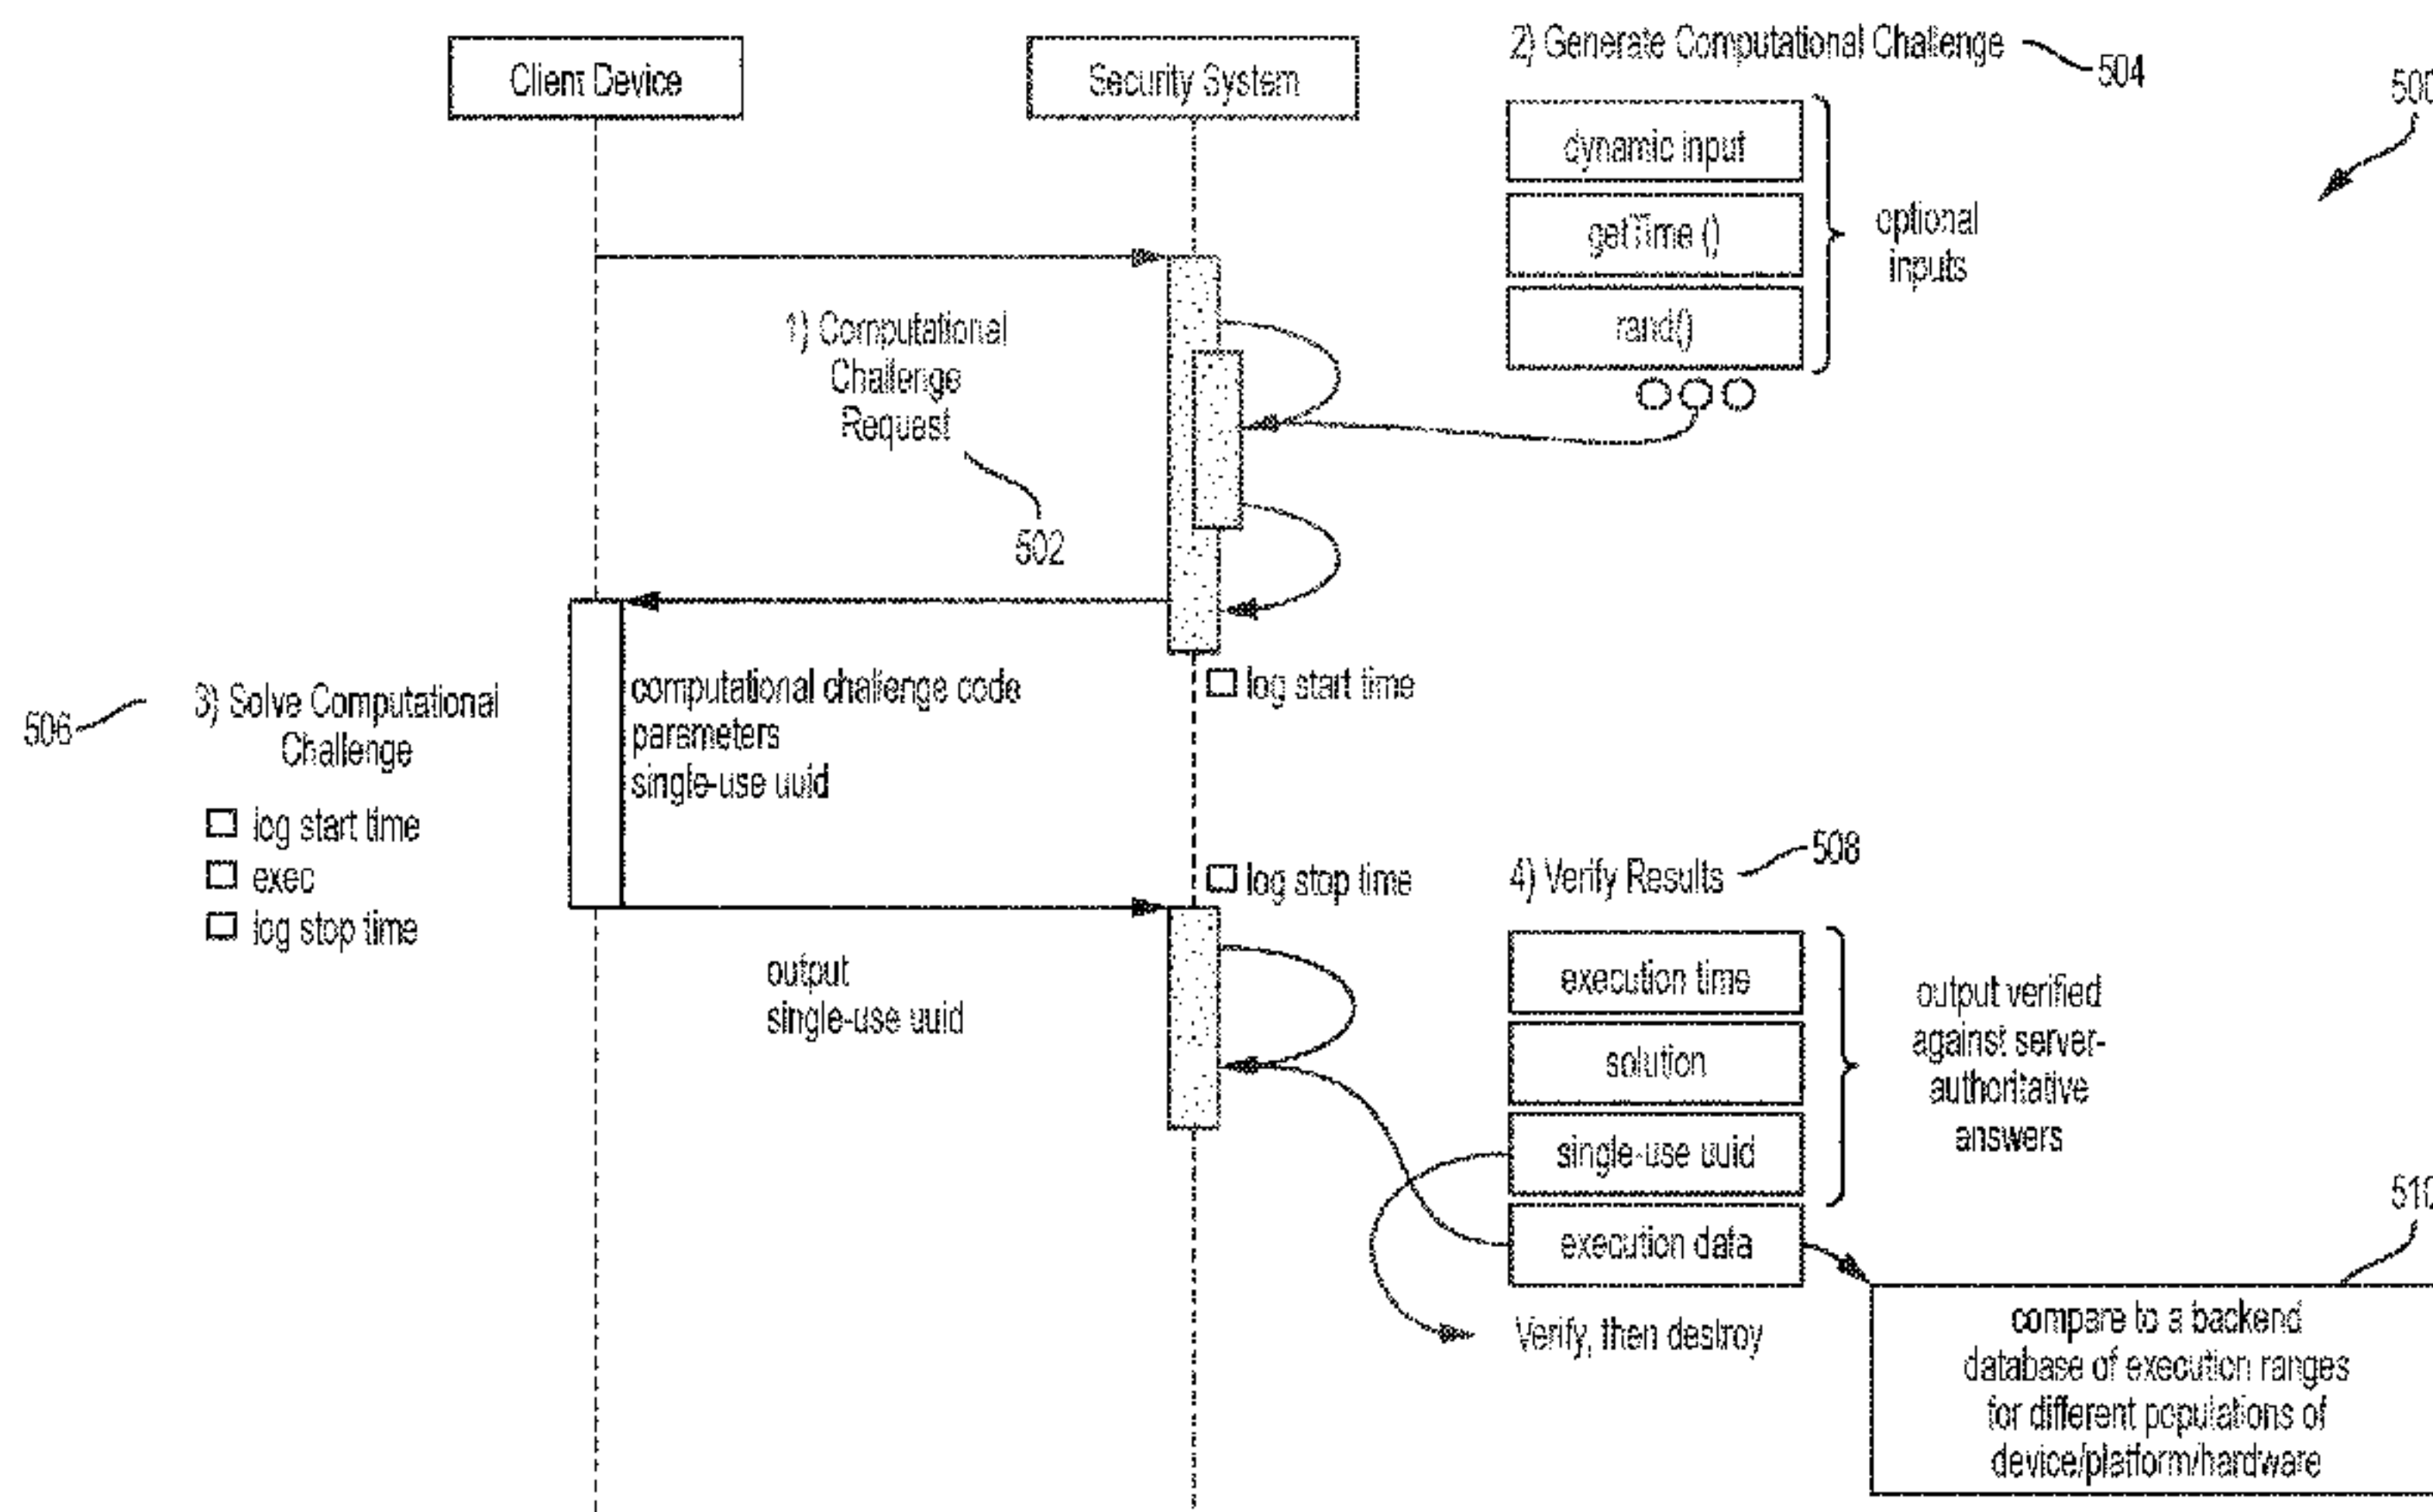 Client Device
Security System
2) Generate Computational Challenge
504
dynamic input
getTime ()
rand()
optional
inputs
1) Computational
Challenge
Request
502
computational challenge code
parameters
single-use uuid
log start time
506
3) Solve Computational
Challenge
log start time
exec
log stop time
log stop time
output
single-use uuid
4) Verify Results
508
execution time
solution
single-use uuid
execution data
output verified
against server-
authoritative
answers
Verify, then destroy
compare to a backend
database of execution ranges
for different populations of
device/platform/hardware